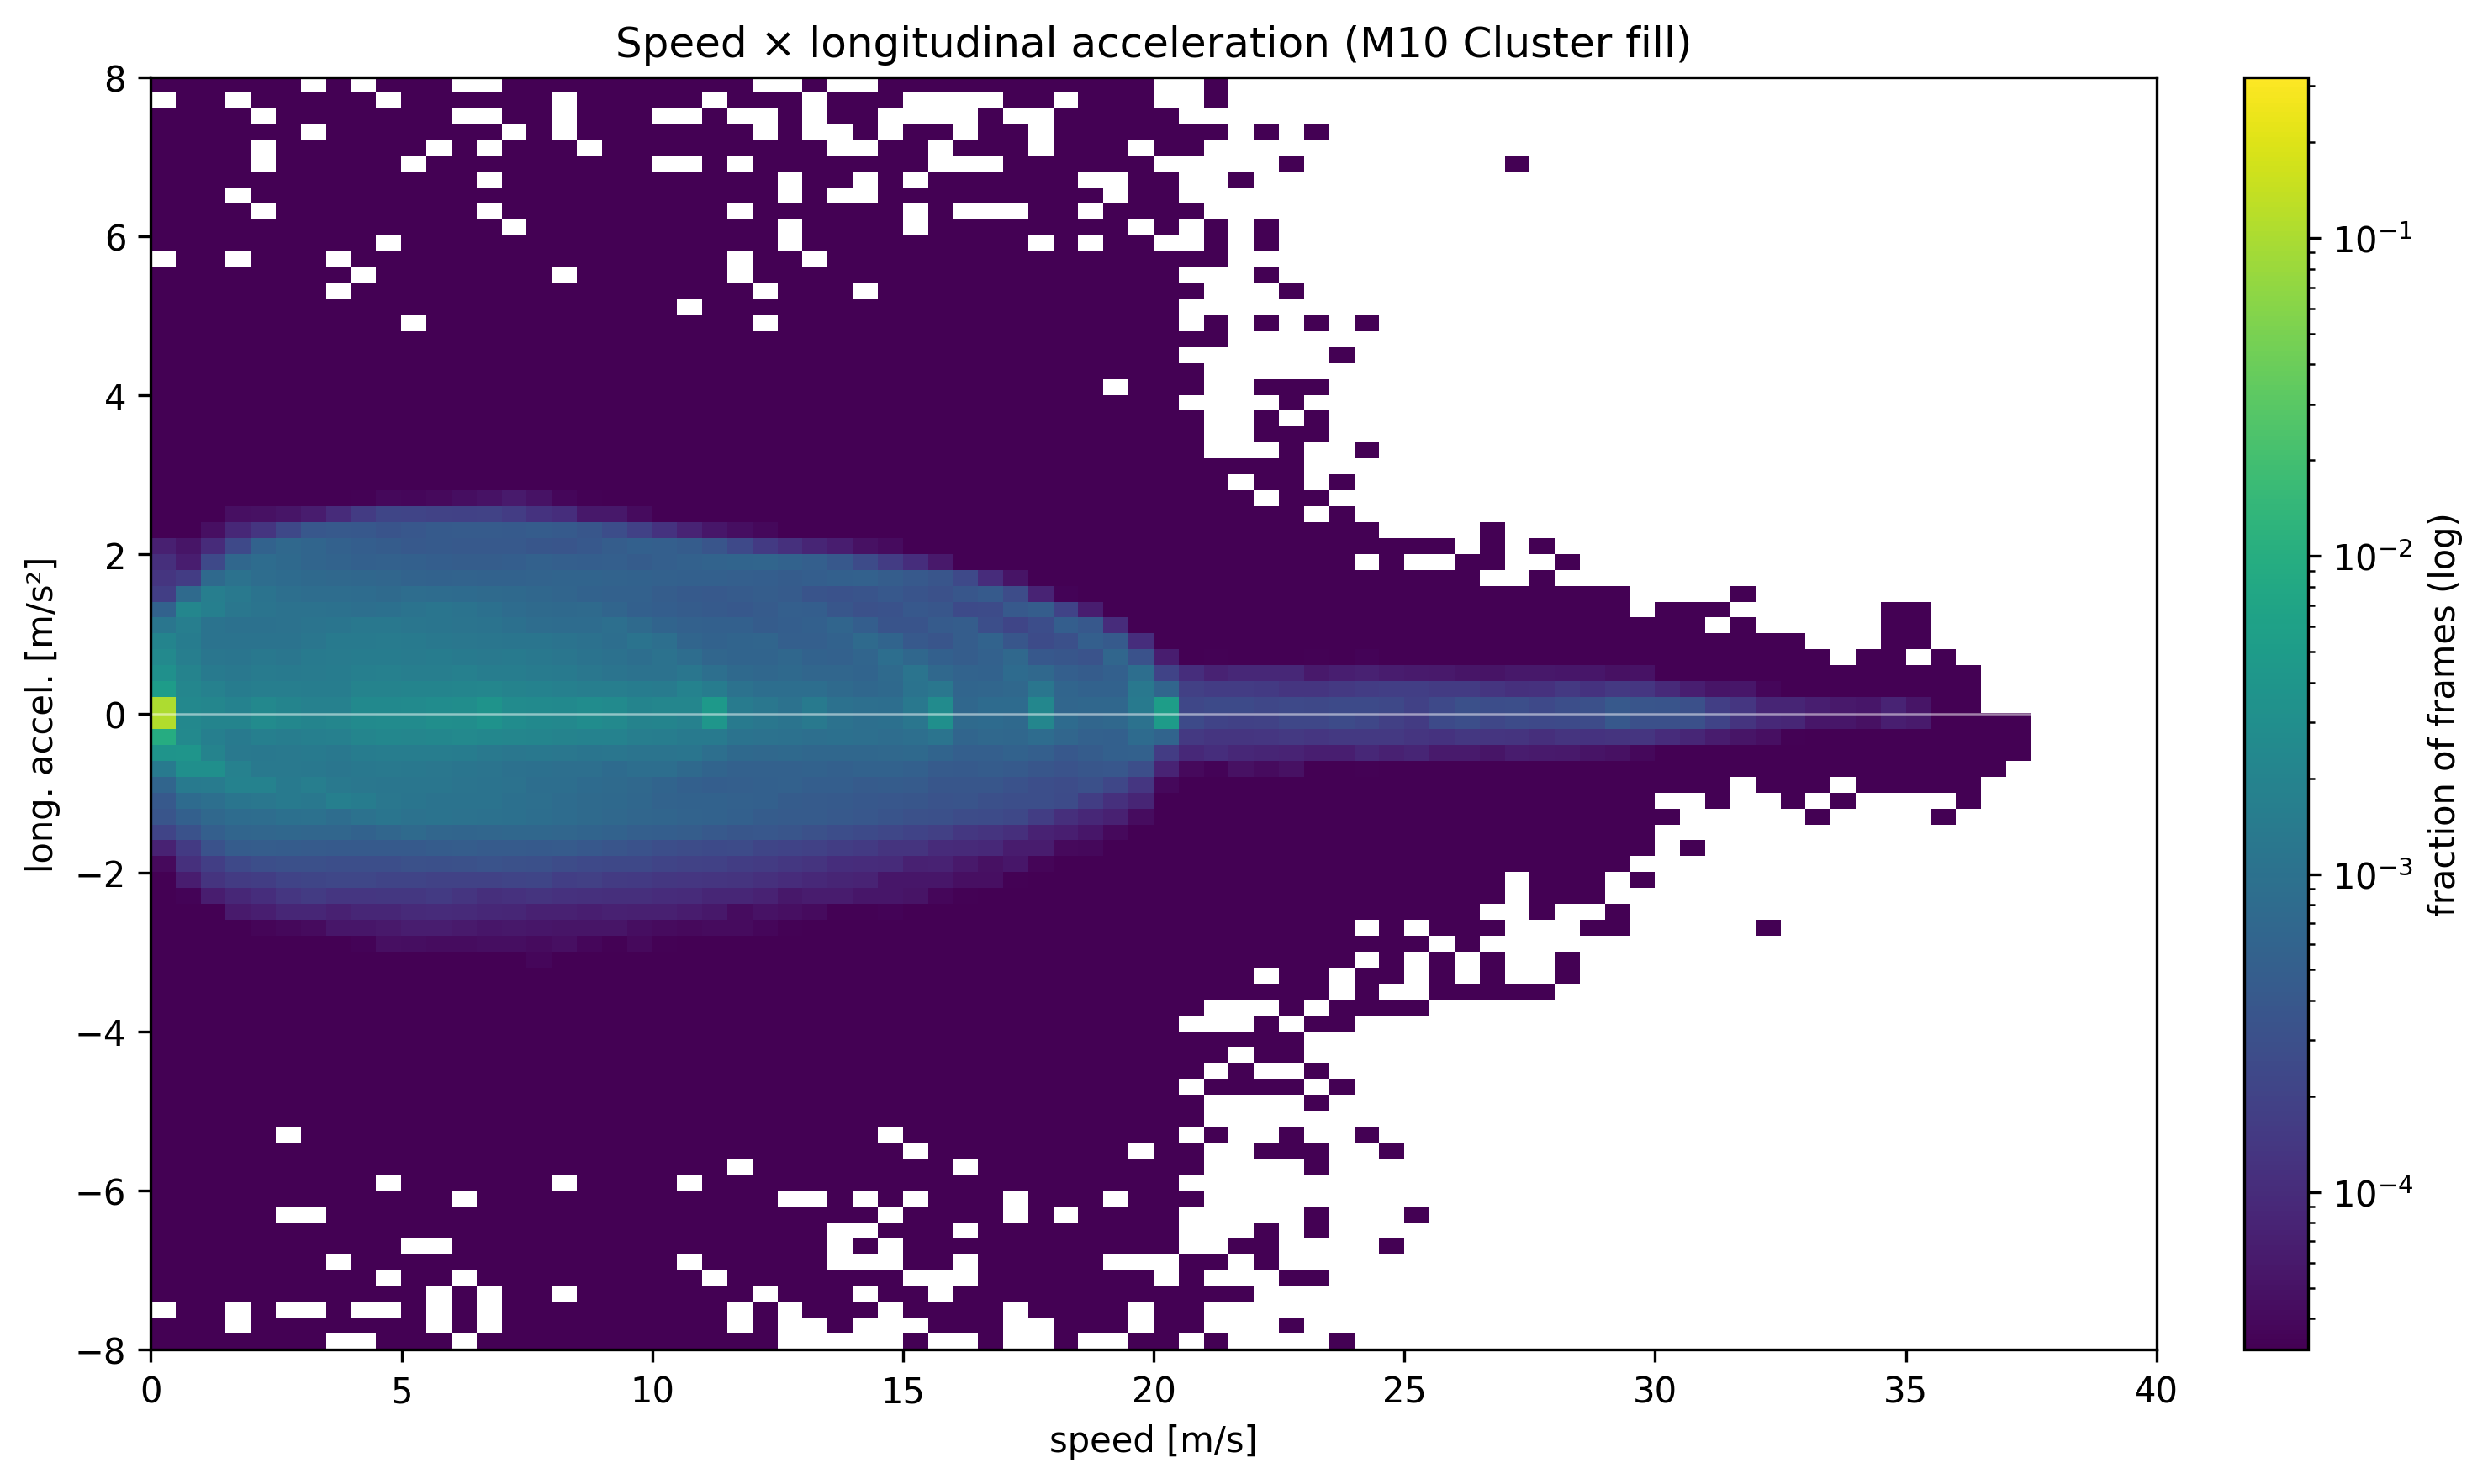 Speed × longitudinal acceleration (M10 Cluster fill)
long. accel. [m/s²]
8
6
4
2
0
−2
−4
−6
−8
0 5 10 15 20 25 30 35 40
speed [m/s]
10⁻¹
10⁻²
10⁻³
10⁻⁴
fraction of frames (log)